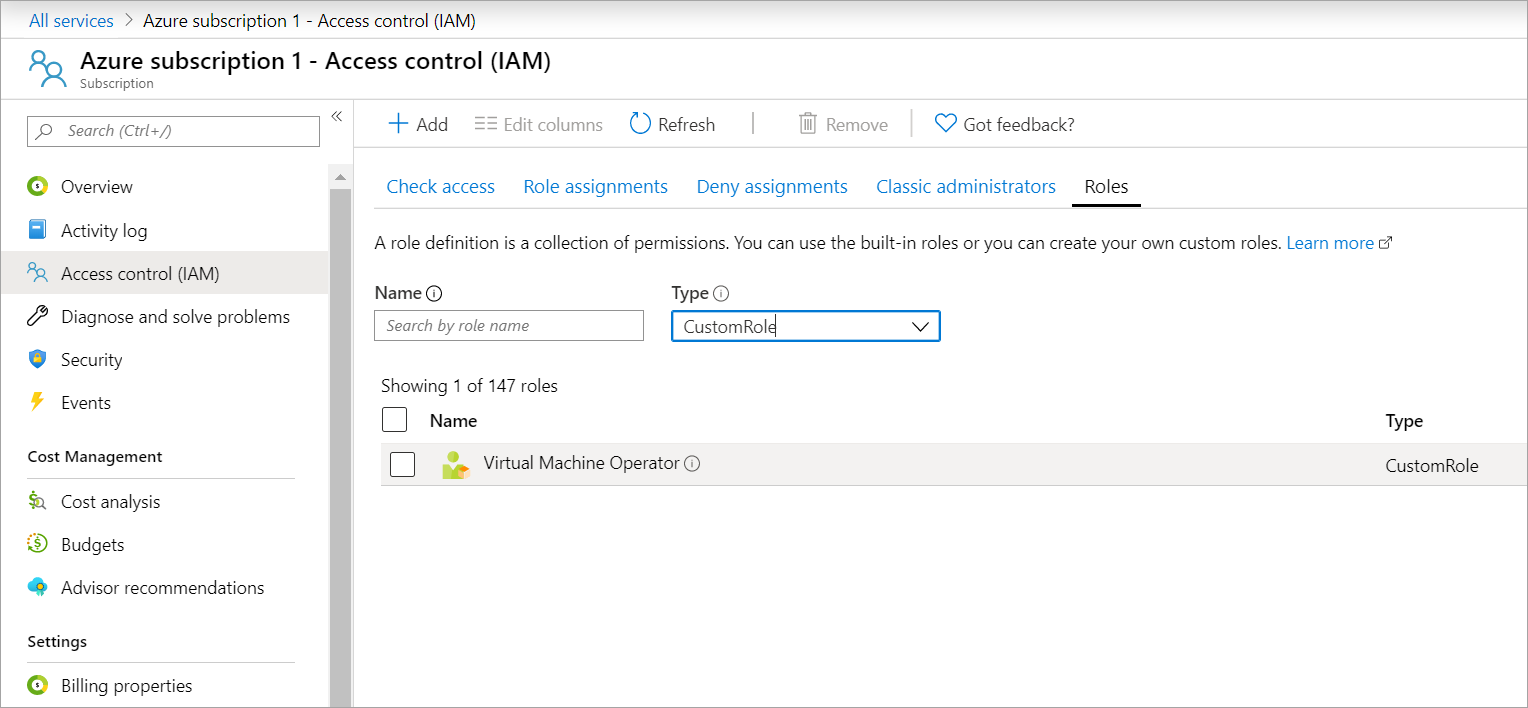 All services > Azure subscription 1 - Access control (IAM)
Azure subscription 1 - Access control (IAM)
Subscription
Search (Ctrl+/)
Overview
Activity log
Access control (IAM)
Diagnose and solve problems
Security
Events
Cost Management
Cost analysis
Budgets
Advisor recommendations
Settings
Billing properties
Add Edit columns Refresh Remove Got feedback?
Check access Role assignments Deny assignments Classic administrators Roles
A role definition is a collection of permissions. You can use the built-in roles or you can create your own custom roles. Learn more
Name Type
Search by role name CustomRole
Showing 1 of 147 roles
Name Type
Virtual Machine Operator CustomRole